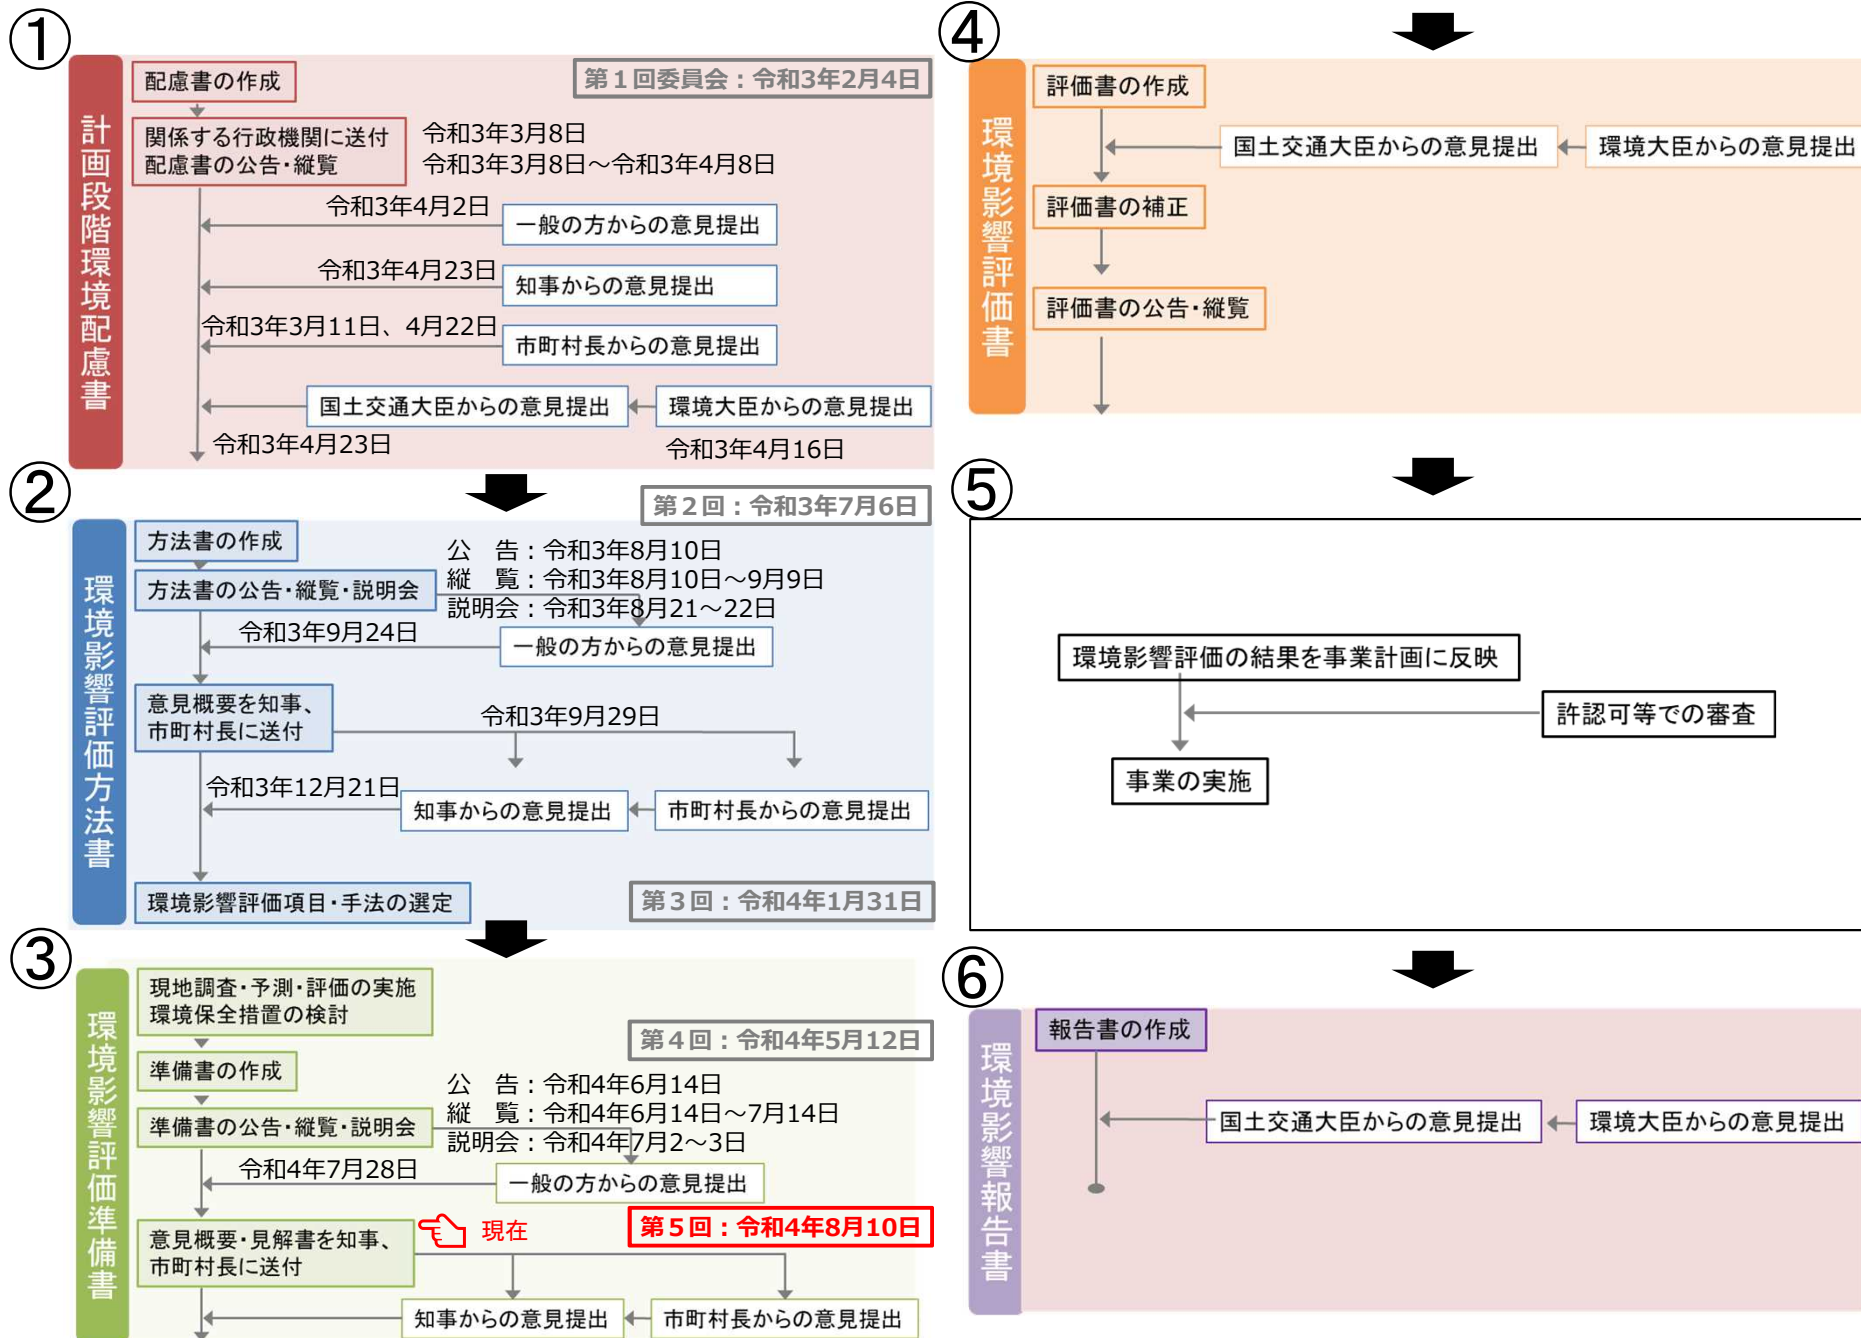 ①
計画段階環境配慮書
配慮書の作成
第1回委員会：令和3年2月4日
関係する行政機関に送付
配慮書の公告・縦覧
令和3年3月8日
令和3年3月8日～令和3年4月8日
令和3年4月2日
一般の方からの意見提出
令和3年4月23日
知事からの意見提出
令和3年3月11日、4月22日
市町村長からの意見提出
国土交通大臣からの意見提出
環境大臣からの意見提出
令和3年4月23日
令和3年4月16日
②
環境影響評価方法書
第2回：令和3年7月6日
方法書の作成
方法書の公告・縦覧・説明会
公　告：令和3年8月10日
縦　覧：令和3年8月10日～9月9日
説明会：令和3年8月21～22日
令和3年9月24日
一般の方からの意見提出
意見概要を知事、
市町村長に送付
令和3年9月29日
令和3年12月21日
知事からの意見提出
市町村長からの意見提出
環境影響評価項目・手法の選定
第3回：令和4年1月31日
③
環境影響評価準備書
現地調査・予測・評価の実施
環境保全措置の検討
第4回：令和4年5月12日
準備書の作成
準備書の公告・縦覧・説明会
公　告：令和4年6月14日
縦　覧：令和4年6月14日～7月14日
説明会：令和4年7月2～3日
令和4年7月28日
一般の方からの意見提出
意見概要・見解書を知事、
市町村長に送付
現在
第5回：令和4年8月10日
知事からの意見提出
市町村長からの意見提出
④
環境影響評価書
評価書の作成
国土交通大臣からの意見提出
環境大臣からの意見提出
評価書の補正
評価書の公告・縦覧
⑤
環境影響評価の結果を事業計画に反映
許認可等での審査
事業の実施
⑥
環境影響報告書
報告書の作成
国土交通大臣からの意見提出
環境大臣からの意見提出